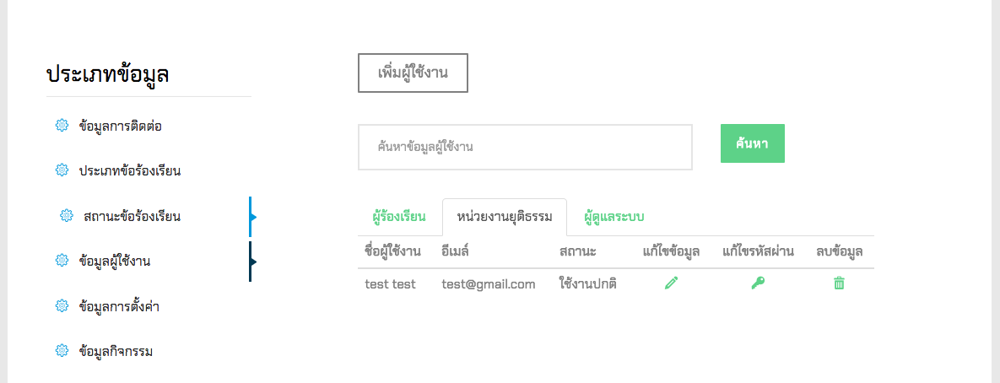 ประเภทข้อมูล
ข้อมูลการติดต่อ
ประเภทข้อร้องเรียน
สถานะข้อร้องเรียน
ข้อมูลผู้ใช้งาน
ข้อมูลการตั้งค่า
ข้อมูลกิจกรรม
เพิ่มผู้ใช้งาน
ค้นหาข้อมูลผู้ใช้งาน ค้นหา
ผู้ร้องเรียน หน่วยงานยุติธรรม ผู้ดูแลระบบ
ชื่อผู้ใช้งาน อีเมล์ สถานะ แก้ไขข้อมูล แก้ไขรหัสผ่าน ลบข้อมูล
test test test@gmail.com ใช้งานปกติ